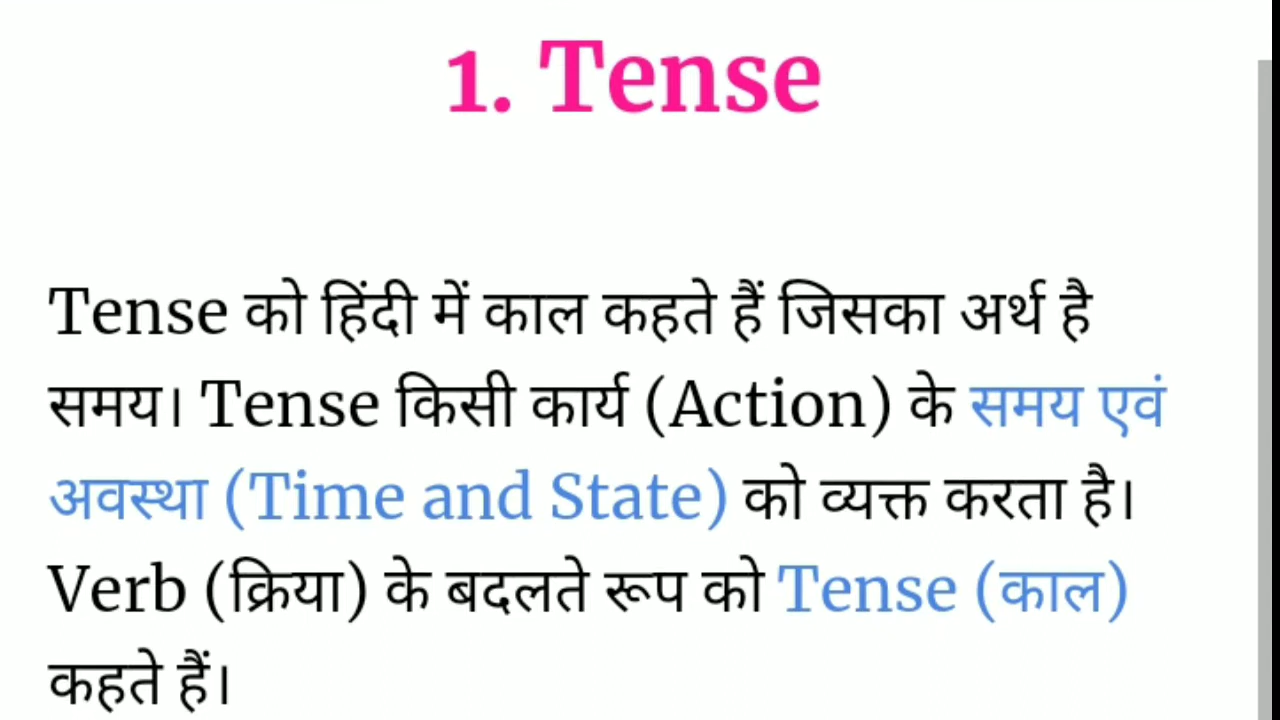 1. Tense
Tense को हिंदी में काल कहते हैं जिसका अर्थ है
समय। Tense किसी कार्य (Action) के समय एवं
अवस्था (Time and State) को व्यक्त करता है।
Verb (क्रिया) के बदलते रूप को Tense (काल)
कहते हैं।